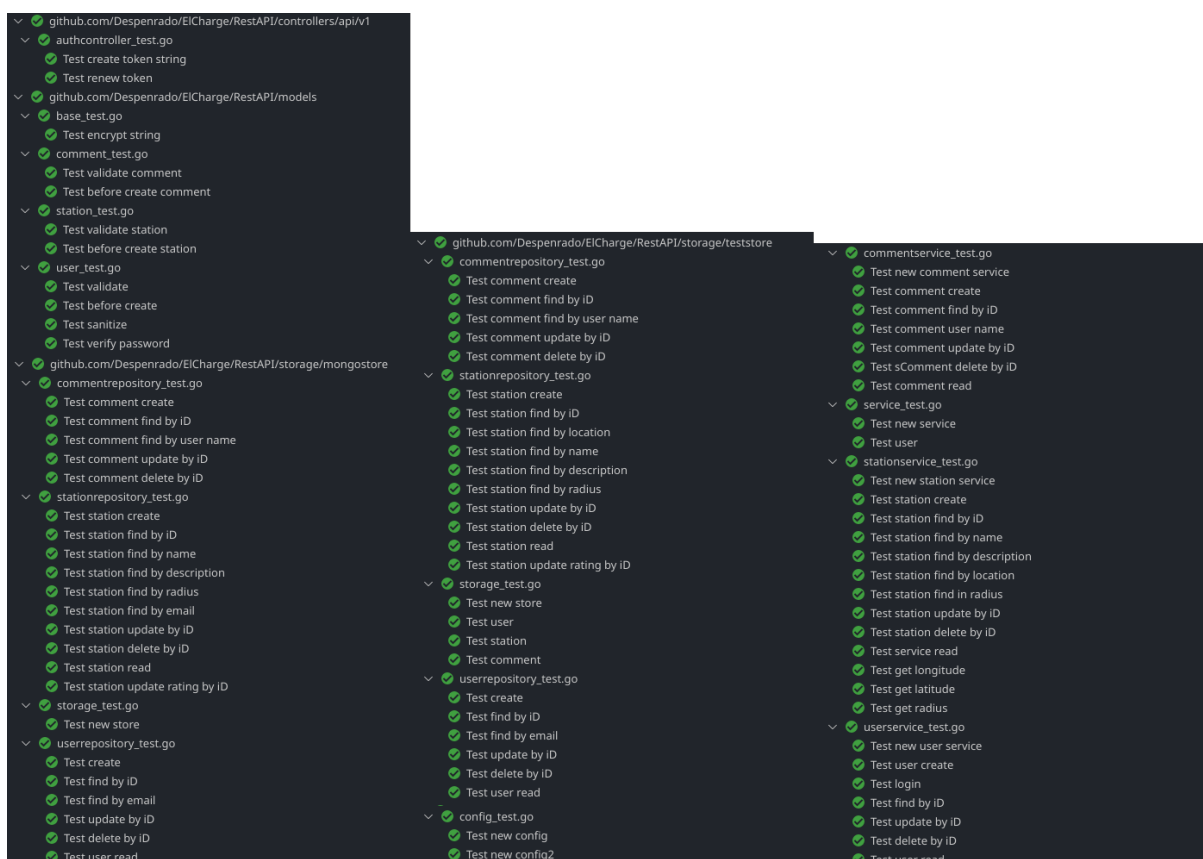 github.com/Despenrado/ElCharge/RestAPI/controllers/api/v1
authcontroller_test.go
Test create token string
Test renew token
github.com/Despenrado/ElCharge/RestAPI/models
base_test.go
Test encrypt string
comment_test.go
Test validate comment
Test before create comment
station_test.go
Test validate station
Test before create station
user_test.go
Test validate
Test before create
Test sanitize
Test verify password
github.com/Despenrado/ElCharge/RestAPI/storage/mongostore
commentrepository_test.go
Test comment create
Test comment find by iD
Test comment find by user name
Test comment update by iD
Test comment delete by iD
stationrepository_test.go
Test station create
Test station find by iD
Test station find by name
Test station find by description
Test station find by radius
Test station find by email
Test station update by iD
Test station delete by iD
Test station read
Test station update rating by iD
storage_test.go
Test new store
userrepository_test.go
Test create
Test find by iD
Test find by email
Test update by iD
Test delete by iD
Test user read
github.com/Despenrado/ElCharge/RestAPI/storage/teststore
commentrepository_test.go
Test comment create
Test comment find by iD
Test comment find by user name
Test comment update by iD
Test comment delete by iD
stationrepository_test.go
Test station create
Test station find by iD
Test station find by location
Test station find by name
Test station find by description
Test station find by radius
Test station update by iD
Test station delete by iD
Test station read
Test station update rating by iD
storage_test.go
Test new store
Test user
Test station
Test comment
userrepository_test.go
Test create
Test find by iD
Test find by email
Test update by iD
Test delete by iD
Test user read
config_test.go
Test new config
Test new config2
commentservice_test.go
Test new comment service
Test comment create
Test comment find by iD
Test comment user name
Test comment update by iD
Test sComment delete by iD
Test comment read
service_test.go
Test new service
Test user
stationservice_test.go
Test new station service
Test station create
Test station find by iD
Test station find by name
Test station find by description
Test station find by location
Test station find in radius
Test station update by iD
Test station delete by iD
Test service read
Test get longitude
Test get latitude
Test get radius
userservice_test.go
Test new user service
Test user create
Test login
Test find by iD
Test update by iD
Test delete by iD
Test user read